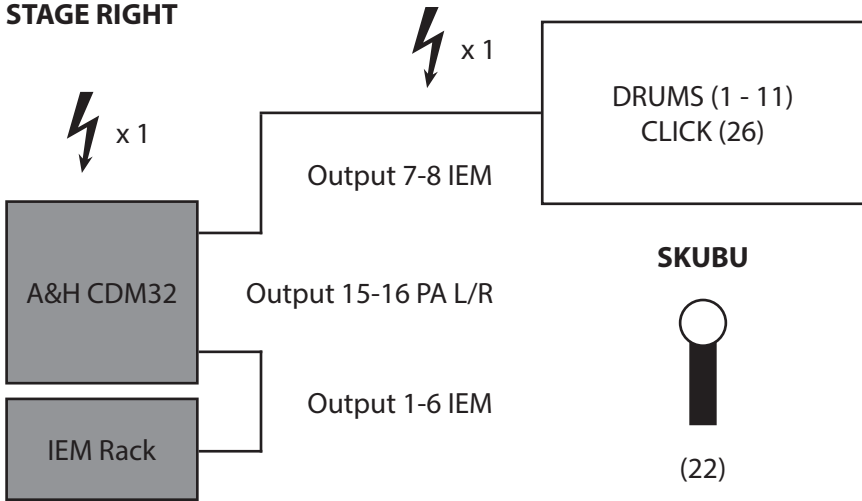 STAGE RIGHT
x 1
x 1
DRUMS (1 - 11)
CLICK (26)
Output 7-8 IEM
SKUBU
A&H CDM32
Output 15-16 PA L/R
Output 1-6 IEM
IEM Rack
(22)